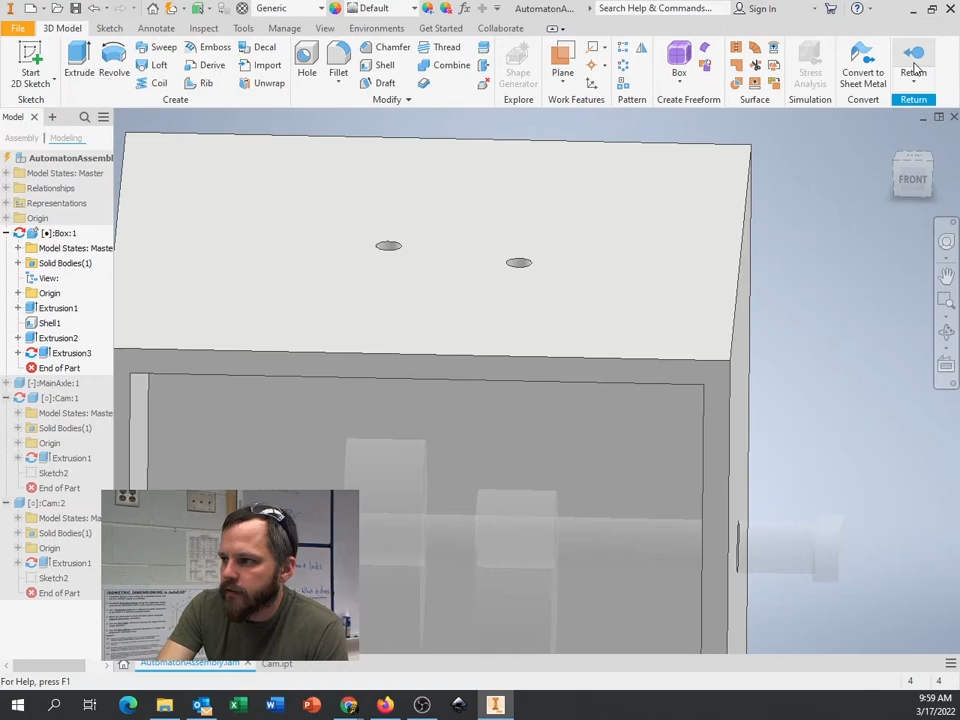 Generic
Default
AutomatonA...
Search Help & Commands...
Sign In
File
3D Model
Sketch
Annotate
Inspect
Tools
Manage
View
Environments
Get Started
Collaborate
Start
2D Sketch
Sketch
Extrude
Revolve
Sweep
Loft
Coil
Emboss
Derive
Rib
Decal
Import
Unwrap
Create
Hole
Fillet
Chamfer
Shell
Draft
Thread
Combine
Modify
Shape
Generator
Explore
Plane
Work Features
Pattern
Box
Create Freeform
Surface
Stress
Analysis
Simulation
Convert to
Sheet Metal
Convert
Return
Return
Model
Assembly
Modeling
AutomatonAssembl
Model States: Master
Relationships
Representations
Origin
[●]:Box:1
Model States: Maste
Solid Bodies(1)
View:
Origin
Extrusion1
Shell1
Extrusion2
Extrusion3
End of Part
[-]:MainAxle:1
[○]:Cam:1
Model States: Maste
Solid Bodies(1)
Origin
Extrusion1
Sketch2
End of Part
[○]:Cam:2
Model States: Maste
Solid Bodies(1)
Origin
Extrusion1
Sketch2
End of Part
FRONT
ISOMETRIC DIMENSIONING in AutoCAD
AutomatonAssembly.iam
Cam.ipt
For Help, press F1
4
4
9:59 AM
3/17/2022